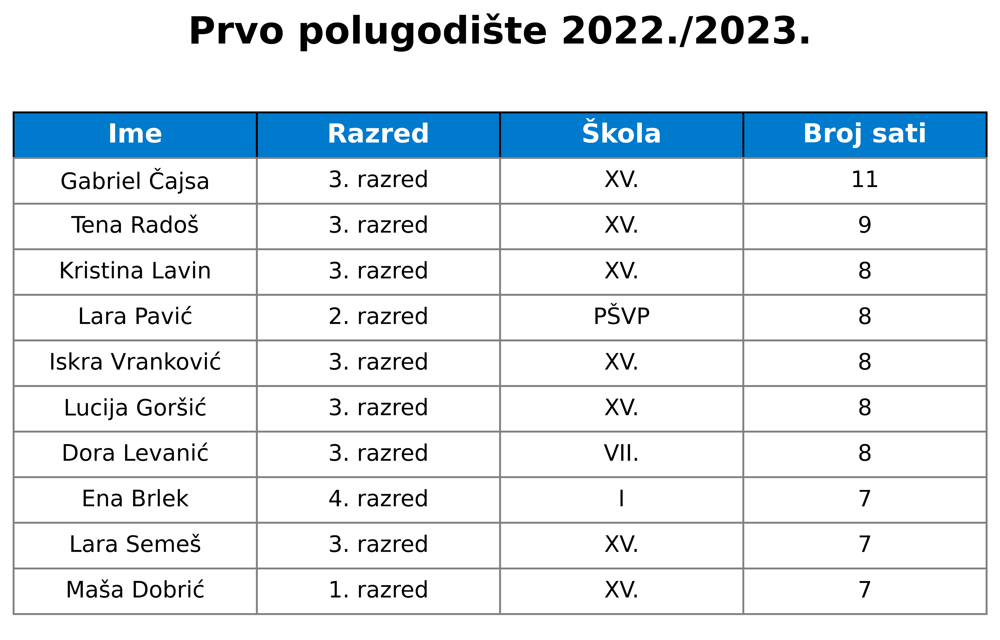 Prvo polugodište 2022./2023.
Ime Razred Škola Broj sati
Gabriel Čajsa 3. razred XV. 11
Tena Radoš 3. razred XV. 9
Kristina Lavin 3. razred XV. 8
Lara Pavić 2. razred PŠVP 8
Iskra Vranković 3. razred XV. 8
Lucija Goršić 3. razred XV. 8
Dora Levanić 3. razred VII. 8
Ena Brlek 4. razred I 7
Lara Semeš 3. razred XV. 7
Maša Dobrić 1. razred XV. 7